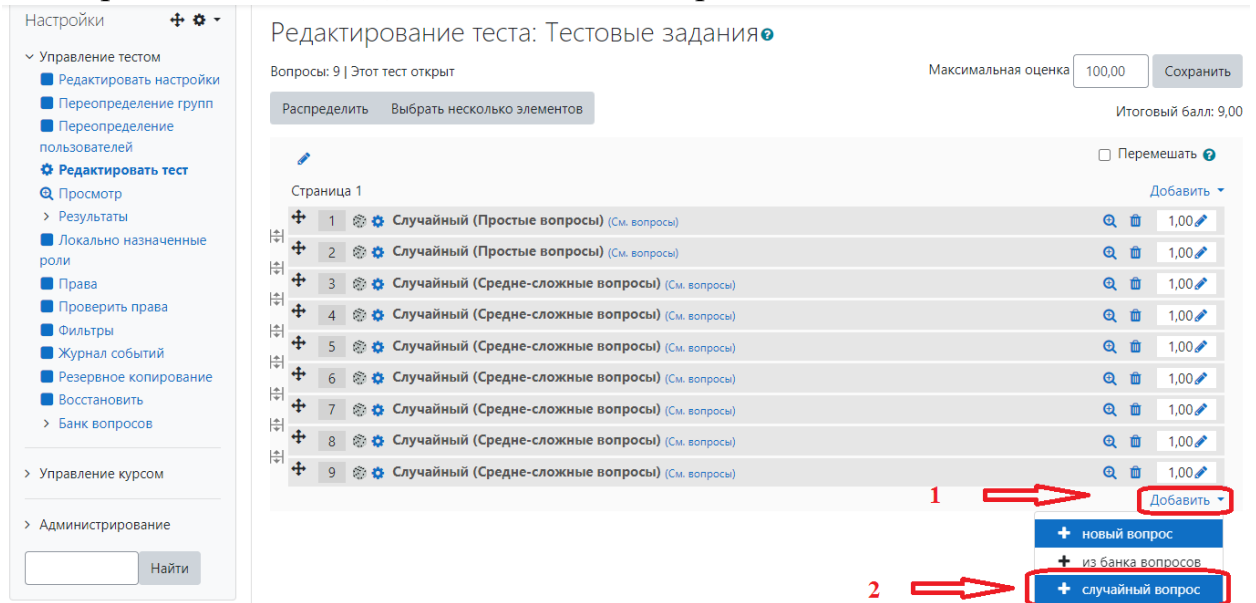 Настройки
Управление тестом
Редактировать настройки
Переопределение групп
Переопределение
пользователей
Редактировать тест
Просмотр
Результаты
Локально назначенные
роли
Права
Проверить права
Фильтры
Журнал событий
Резервное копирование
Восстановить
Банк вопросов
Управление курсом
Администрирование
Найти
Редактирование теста: Тестовые задания
Вопросы: 9 | Этот тест открыт
Максимальная оценка 100,00 Сохранить
Распределить Выбрать несколько элементов
Итоговый балл: 9,00
Перемешать
Страница 1 Добавить
1 Случайный (Простые вопросы) (См. вопросы) 1,00
2 Случайный (Простые вопросы) (См. вопросы) 1,00
3 Случайный (Средне-сложные вопросы) (См. вопросы) 1,00
4 Случайный (Средне-сложные вопросы) (См. вопросы) 1,00
5 Случайный (Средне-сложные вопросы) (См. вопросы) 1,00
6 Случайный (Средне-сложные вопросы) (См. вопросы) 1,00
7 Случайный (Средне-сложные вопросы) (См. вопросы) 1,00
8 Случайный (Средне-сложные вопросы) (См. вопросы) 1,00
9 Случайный (Средне-сложные вопросы) (См. вопросы) 1,00
1 Добавить
+ новый вопрос
+ из банка вопросов
2 + случайный вопрос